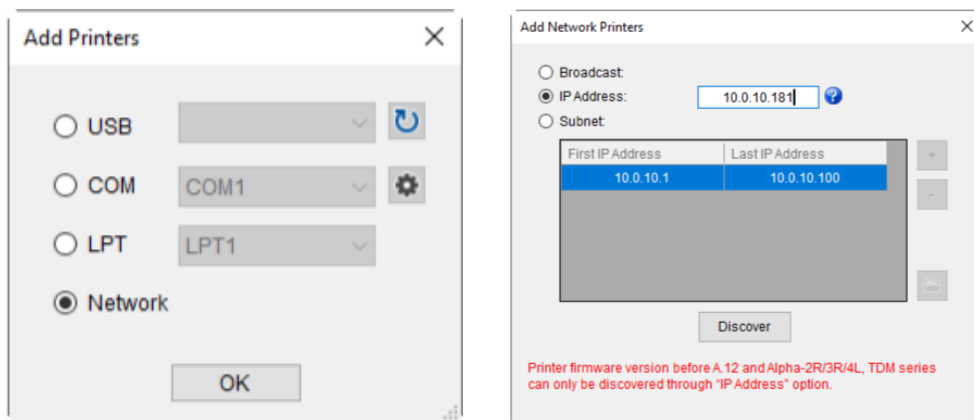 Add Printers
USB
COM COM1
LPT LPT1
Network
OK
Add Network Printers
Broadcast:
IP Address: 10.0.10.181
Subnet:
First IP Address Last IP Address
10.0.10.1 10.0.10.100
+
-
Discover
Printer firmware version before A.12 and Alpha-2R/3R/4L, TDM series
can only be discovered through “IP Address” option.